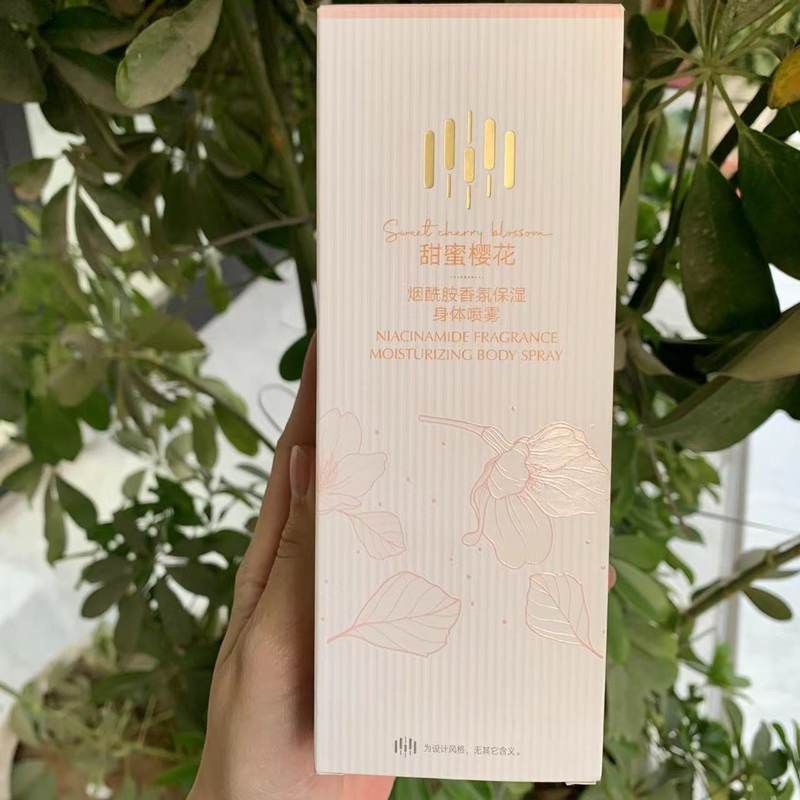 Sweet cherry blossom
甜蜜樱花
烟酰胺香氛保湿
身体喷雾
NIACINAMIDE FRAGRANCE
MOISTURIZING BODY SPRAY
为设计风格，无其它含义。